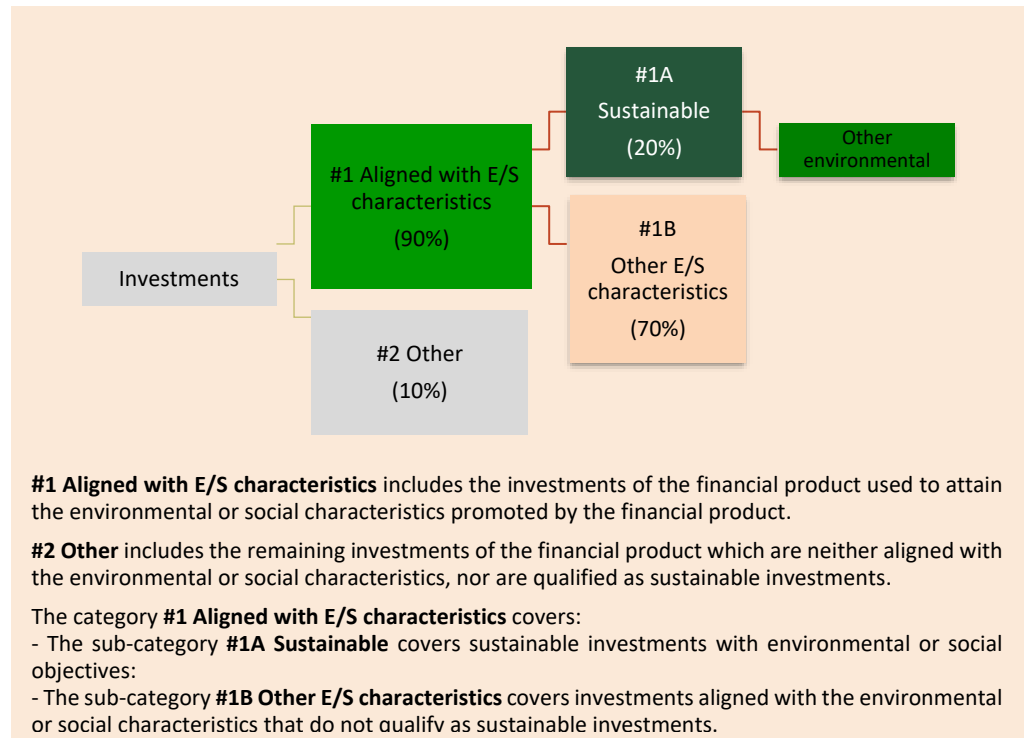 #1A
Sustainable
(20%)
Other
environmental
#1 Aligned with E/S
characteristics
(90%)
#1B
Other E/S
characteristics
(70%)
Investments
#2 Other
(10%)
#1 Aligned with E/S characteristics includes the investments of the financial product used to attain
the environmental or social characteristics promoted by the financial product.
#2 Other includes the remaining investments of the financial product which are neither aligned with
the environmental or social characteristics, nor are qualified as sustainable investments.
The category #1 Aligned with E/S characteristics covers:
- The sub-category #1A Sustainable covers sustainable investments with environmental or social
objectives:
- The sub-category #1B Other E/S characteristics covers investments aligned with the environmental
or social characteristics that do not qualify as sustainable investments.